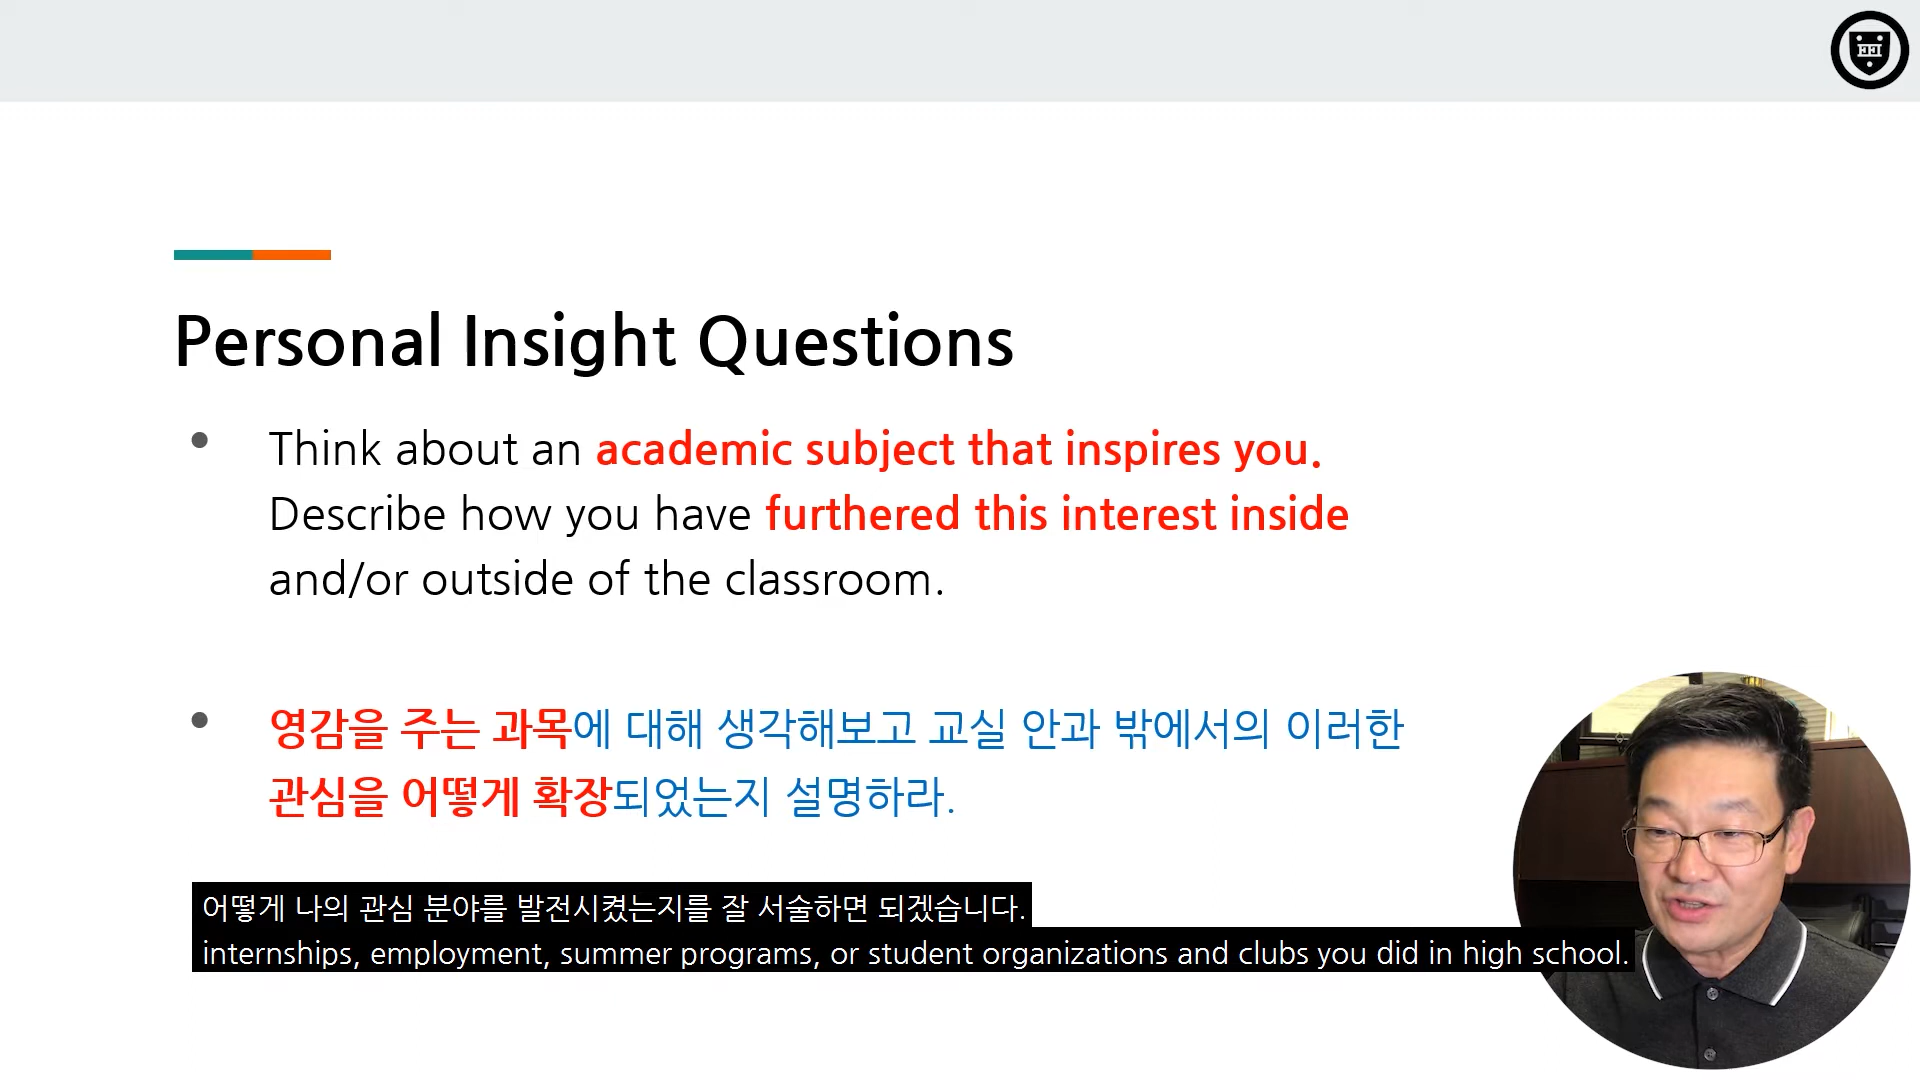 EEI
Personal Insight Questions
• Think about an academic subject that inspires you.
Describe how you have furthered this interest inside
and/or outside of the classroom.
• 영감을 주는 과목에 대해 생각해보고 교실 안과 밖에서의 이러한
관심을 어떻게 확장되었는지 설명하라.
어떻게 나의 관심 분야를 발전시켰는지를 잘 서술하면 되겠습니다.
internships, employment, summer programs, or student organizations and clubs you did in high school.